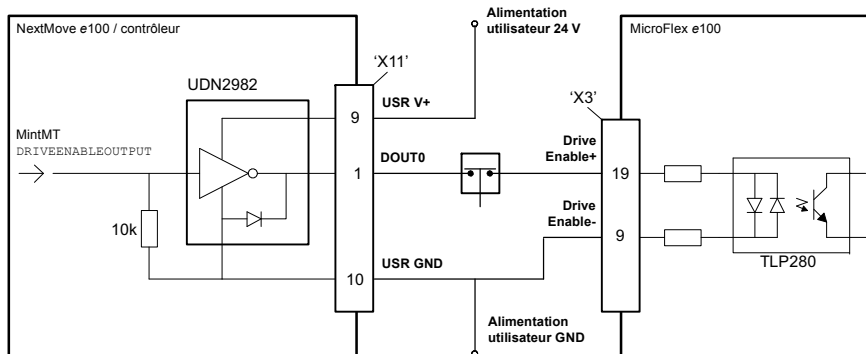 NextMove e100 / contrôleur
Alimentation
utilisateur 24 V
MicroFlex e100
'X11'
UDN2982
USR V+
'X3'
9
MintMT
DRIVEENABLEOUTPUT
DOUT0
1
Drive
Enable+
19
Drive
Enable-
9
10k
USR GND
10
TLP280
Alimentation
utilisateur GND